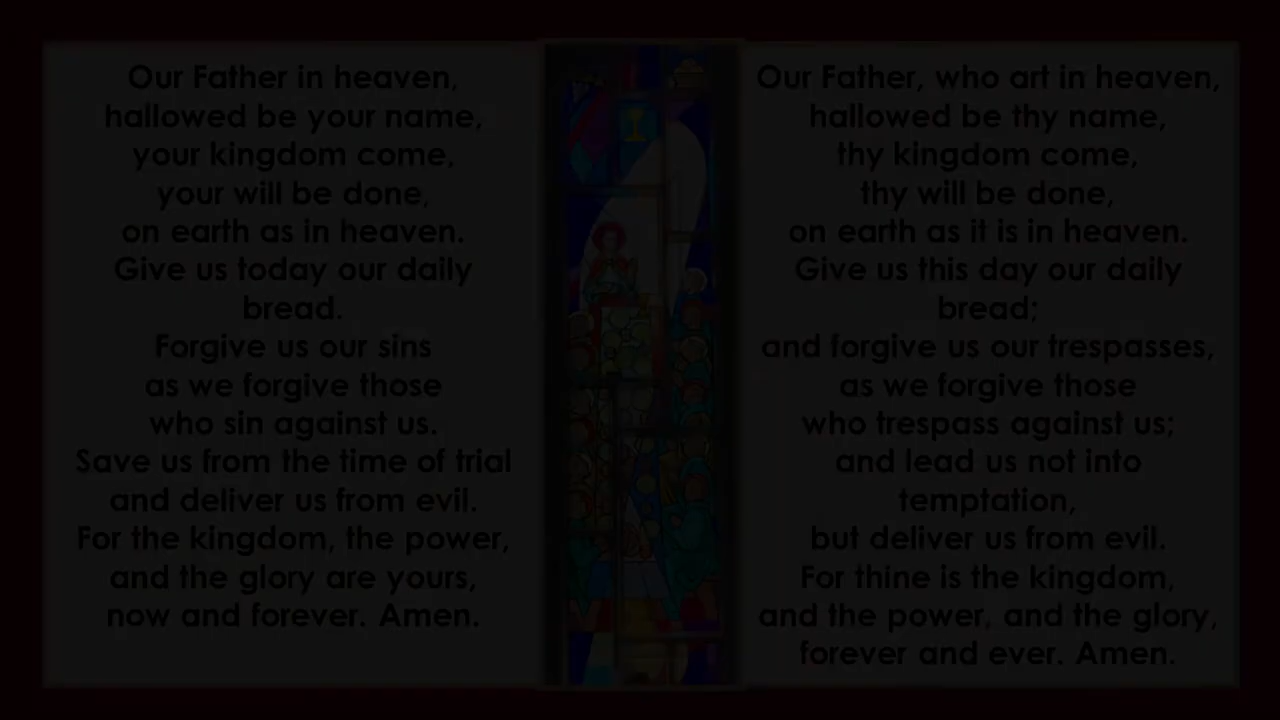 Our Father in heaven,
hallowed be your name,
your kingdom come,
your will be done,
on earth as in heaven.
Give us today our daily
bread.
Forgive us our sins
as we forgive those
who sin against us.
Save us from the time of trial
and deliver us from evil.
For the kingdom, the power,
and the glory are yours,
now and forever. Amen.
Our Father, who art in heaven,
hallowed be thy name,
thy kingdom come,
thy will be done,
on earth as it is in heaven.
Give us this day our daily
bread;
and forgive us our trespasses,
as we forgive those
who trespass against us;
and lead us not into
temptation,
but deliver us from evil.
For thine is the kingdom,
and the power, and the glory,
forever and ever. Amen.